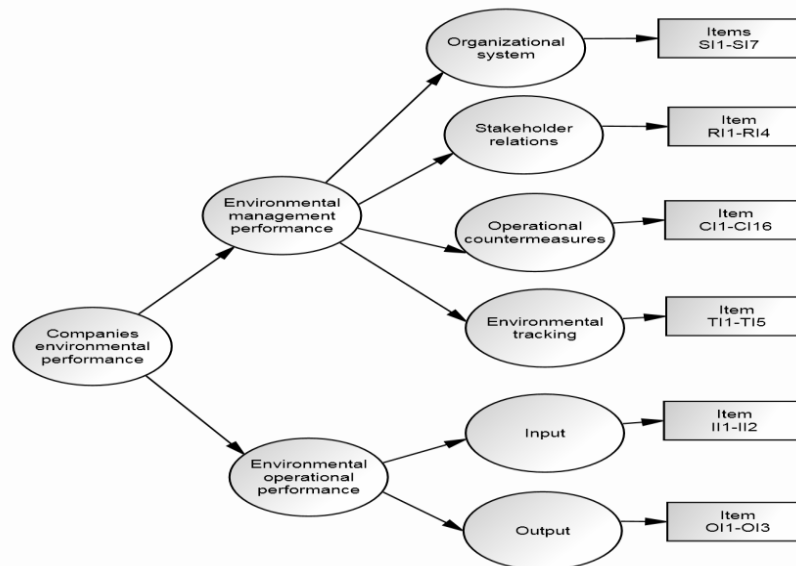 Organizational
system
Items
SI1-SI7
Stakeholder
relations
Item
RI1-RI4
Environmental
management
performance
Operational
countermeasures
Item
CI1-CI16
Companies
environmental
performance
Environmental
tracking
Item
TI1-TI5
Input
Item
II1-II2
Environmental
operational
performance
Output
Item
OI1-OI3